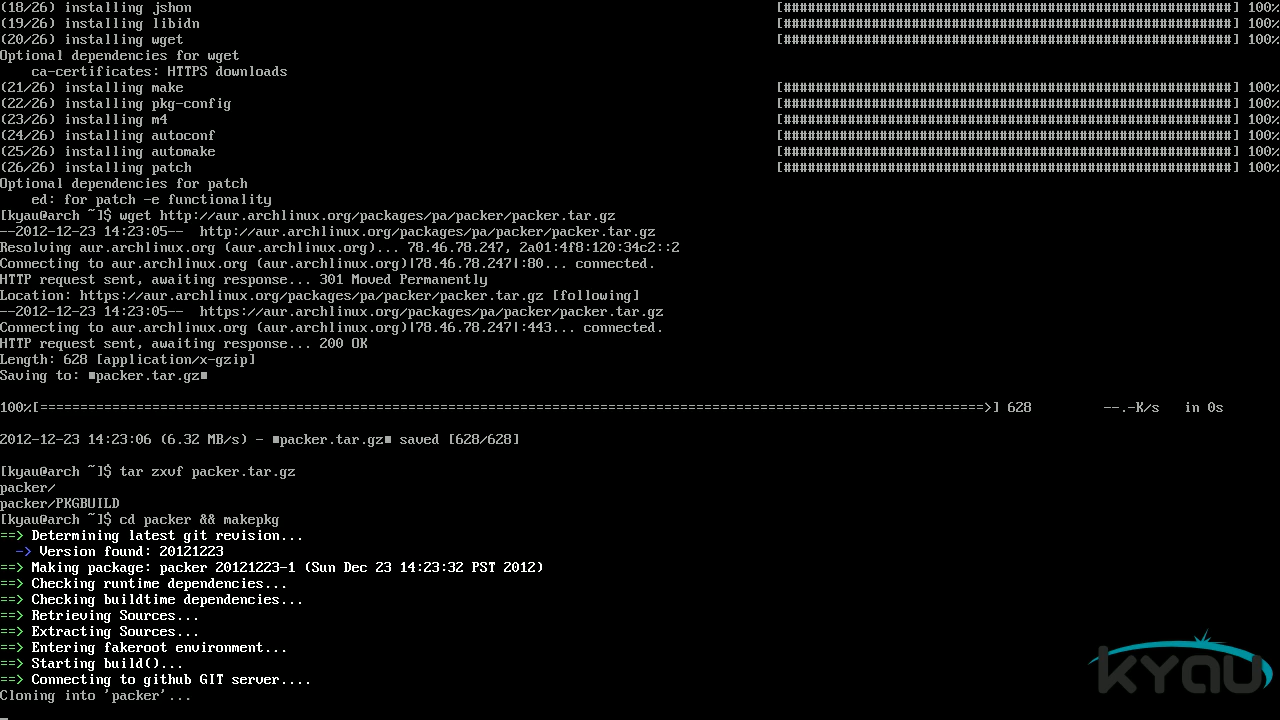 (18/26) installing jshon [########################################################] 100%
(19/26) installing libidn [########################################################] 100%
(20/26) installing wget [########################################################] 100%
Optional dependencies for wget
    ca-certificates: HTTPS downloads
(21/26) installing make [########################################################] 100%
(22/26) installing pkg-config [########################################################] 100%
(23/26) installing m4 [########################################################] 100%
(24/26) installing autoconf [########################################################] 100%
(25/26) installing automake [########################################################] 100%
(26/26) installing patch [########################################################] 100%
Optional dependencies for patch
    ed: for patch -e functionality
[kyau@arch ~]$ wget http://aur.archlinux.org/packages/pa/packer/packer.tar.gz
--2012-12-23 14:23:05--  http://aur.archlinux.org/packages/pa/packer/packer.tar.gz
Resolving aur.archlinux.org (aur.archlinux.org)... 78.46.78.247, 2a01:4f8:120:34c2::2
Connecting to aur.archlinux.org (aur.archlinux.org)|78.46.78.247|:80... connected.
HTTP request sent, awaiting response... 301 Moved Permanently
Location: https://aur.archlinux.org/packages/pa/packer/packer.tar.gz [following]
--2012-12-23 14:23:05--  https://aur.archlinux.org/packages/pa/packer/packer.tar.gz
Connecting to aur.archlinux.org (aur.archlinux.org)|78.46.78.247|:443... connected.
HTTP request sent, awaiting response... 200 OK
Length: 628 [application/x-gzip]
Saving to: ■packer.tar.gz■
100%[======================================================================================================================>] 628         --.-K/s   in 0s
2012-12-23 14:23:06 (6.32 MB/s) - ■packer.tar.gz■ saved [628/628]
[kyau@arch ~]$ tar zxvf packer.tar.gz
packer/
packer/PKGBUILD
[kyau@arch ~]$ cd packer && makepkg
==> Determining latest git revision...
  -> Version found: 20121223
==> Making package: packer 20121223-1 (Sun Dec 23 14:23:32 PST 2012)
==> Checking runtime dependencies...
==> Checking buildtime dependencies...
==> Retrieving Sources...
==> Extracting Sources...
==> Entering fakeroot environment...
==> Starting build()...
==> Connecting to github GIT server....
Cloning into 'packer'...
kyau